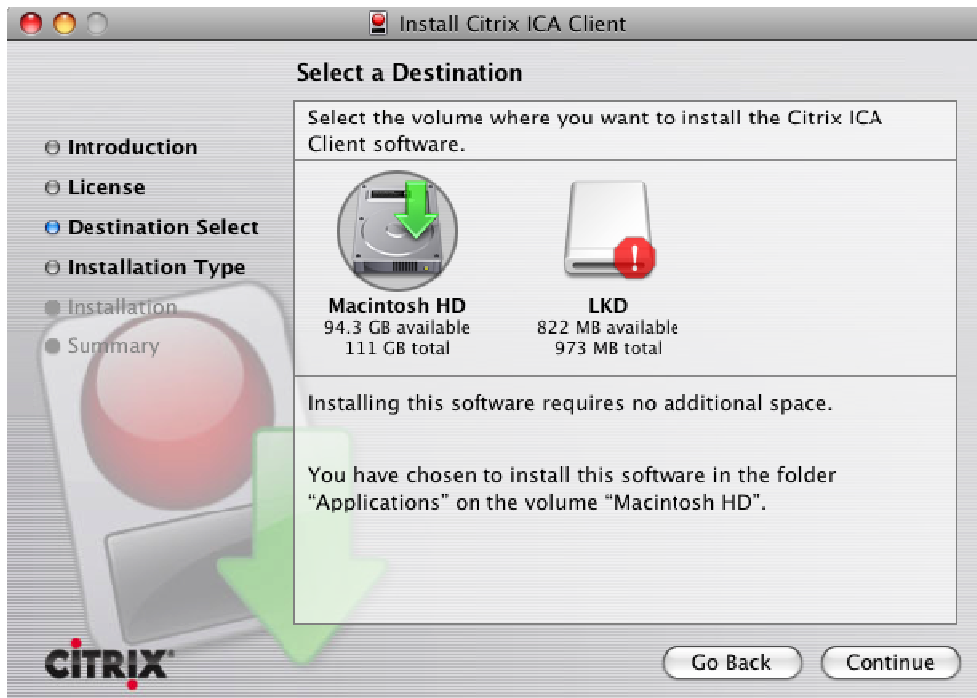 Install Citrix ICA Client
Select a Destination
Introduction
License
Destination Select
Installation Type
Installation
Summary
Select the volume where you want to install the Citrix ICA
Client software.
Macintosh HD
94.3 GB available
111 GB total
LKD
822 MB available
973 MB total
Installing this software requires no additional space.
You have chosen to install this software in the folder
“Applications” on the volume “Macintosh HD”.
CITRIX
Go Back
Continue